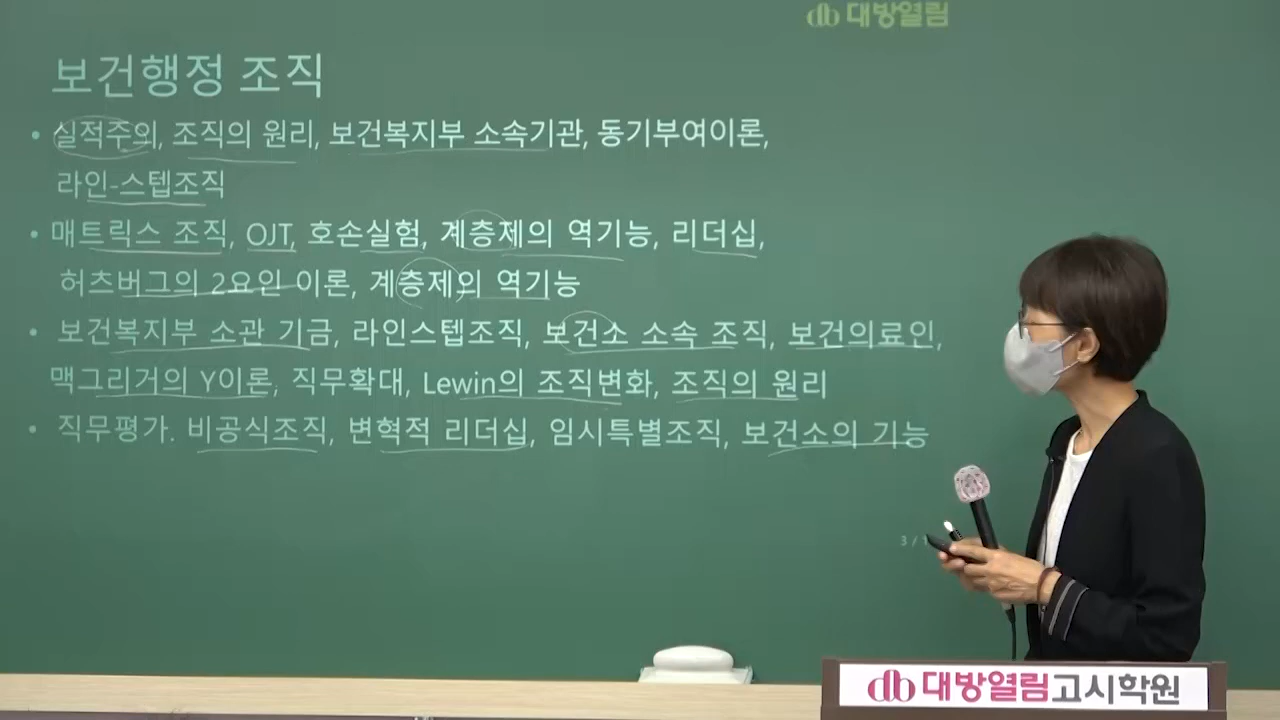 대방열림
보건행정 조직
• 실적주의, 조직의 원리, 보건복지부 소속기관, 동기부여이론,
라인-스텝조직
• 매트릭스 조직, OJT, 호손실험, 계층제의 역기능, 리더십,
허츠버그의 2요인 이론, 계층제의 역기능
• 보건복지부 소관 기금, 라인스텝조직, 보건소 소속 조직, 보건의료인,
맥그리거의 Y이론, 직무확대, Lewin의 조직변화, 조직의 원리
• 직무평가. 비공식조직, 변혁적 리더십, 임시특별조직, 보건소의 기능
3 / 
대방열림고시학원